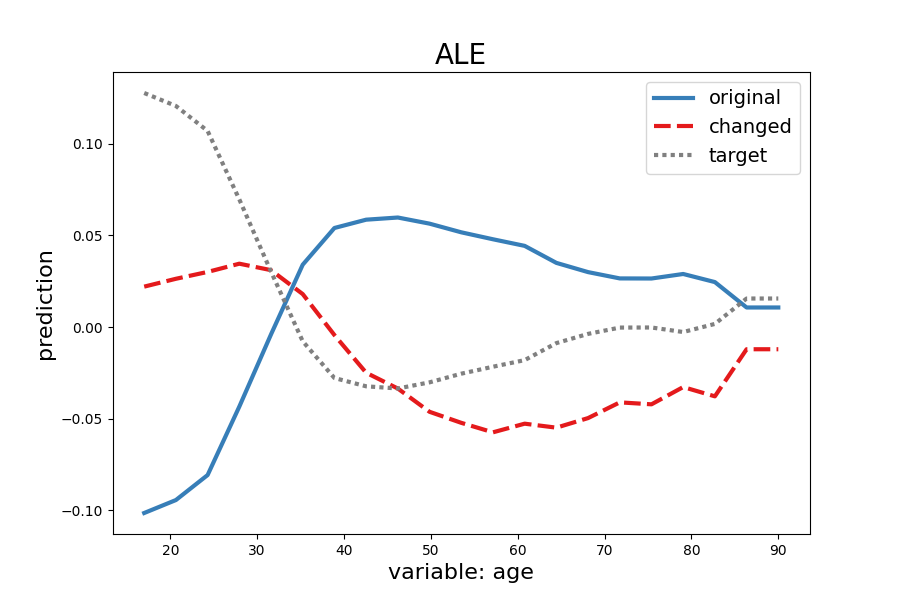 ALE
original
changed
target
0.10
0.05
0.00
−0.05
−0.10
prediction
20 30 40 50 60 70 80 90
variable: age